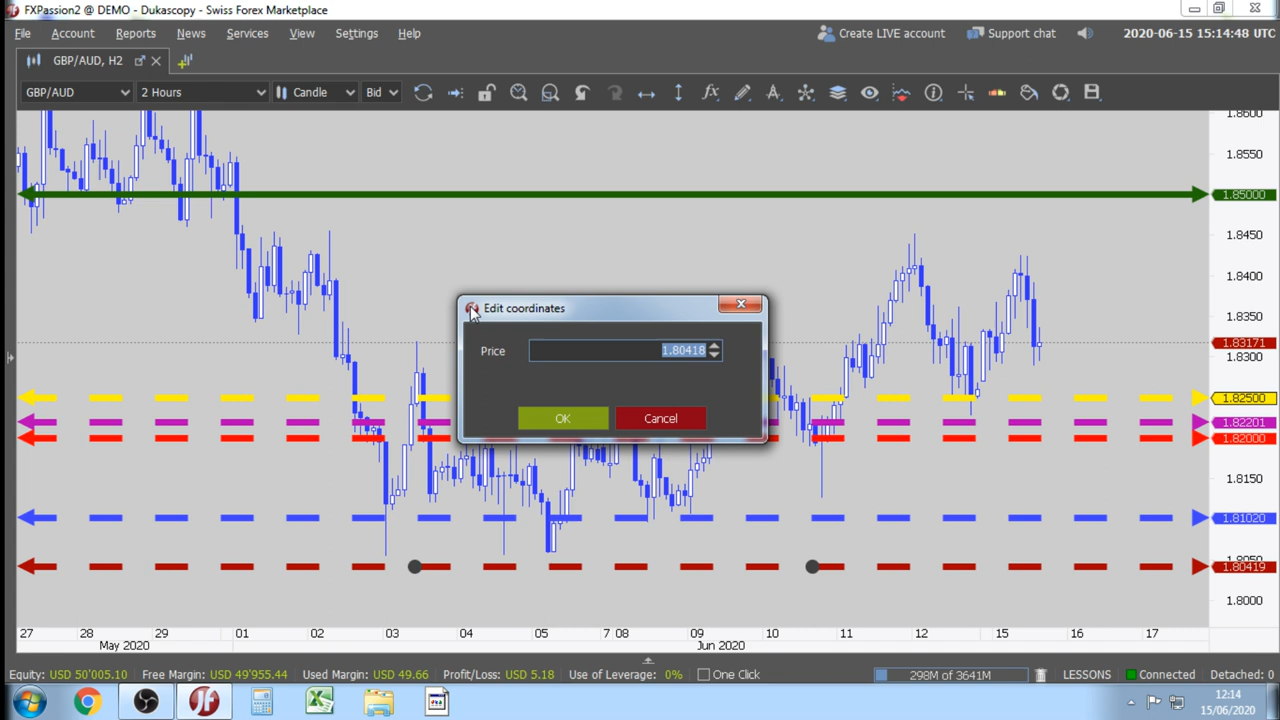 FXPassion2 @ DEMO - Dukascopy - Swiss Forex Marketplace
File Account Reports News Services View Settings Help Create LIVE account Support chat 2020-06-15 15:14:48 UTC
GBP/AUD, H2
GBP/AUD 2 Hours Candle Bid
1.8600
1.8550
1.85000
1.8450
1.8400
1.8350
1.83171
1.8300
1.82500
1.82201
1.82000
1.8150
1.81020
1.8050
1.80419
1.8000
Edit coordinates
Price 1.80418
OK Cancel
27 28 29 01 02 03 04 05 7 08 09 10 11 12 15 16 17
May 2020 Jun 2020
Equity: USD 50'005.10 Free Margin: USD 49'955.44 Used Margin: USD 49.66 Profit/Loss: USD 5.18 Use of Leverage: 0% One Click 298M of 3641M LESSONS Connected Detached: 0
12:14
15/06/2020